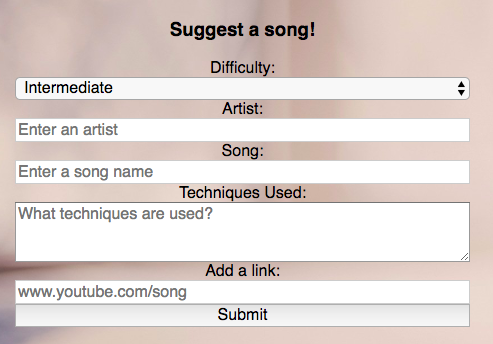 Suggest a song!
Difficulty:
Intermediate
Artist:
Enter an artist
Song:
Enter a song name
Techniques Used:
What techniques are used?
Add a link:
www.youtube.com/song
Submit